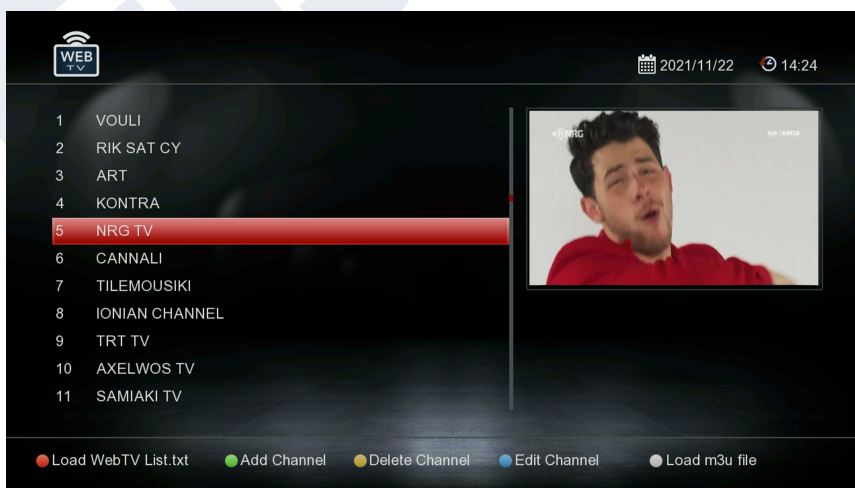 WEB
TV
2021/11/22 14:24
1 VOULI
2 RIK SAT CY
3 ART
4 KONTRA
5 NRG TV
6 CANNALI
7 TILEMOUSIKI
8 IONIAN CHANNEL
9 TRT TV
10 AXELWOS TV
11 SAMIAKI TV
NRG
Load WebTV List.txt Add Channel Delete Channel Edit Channel Load m3u file